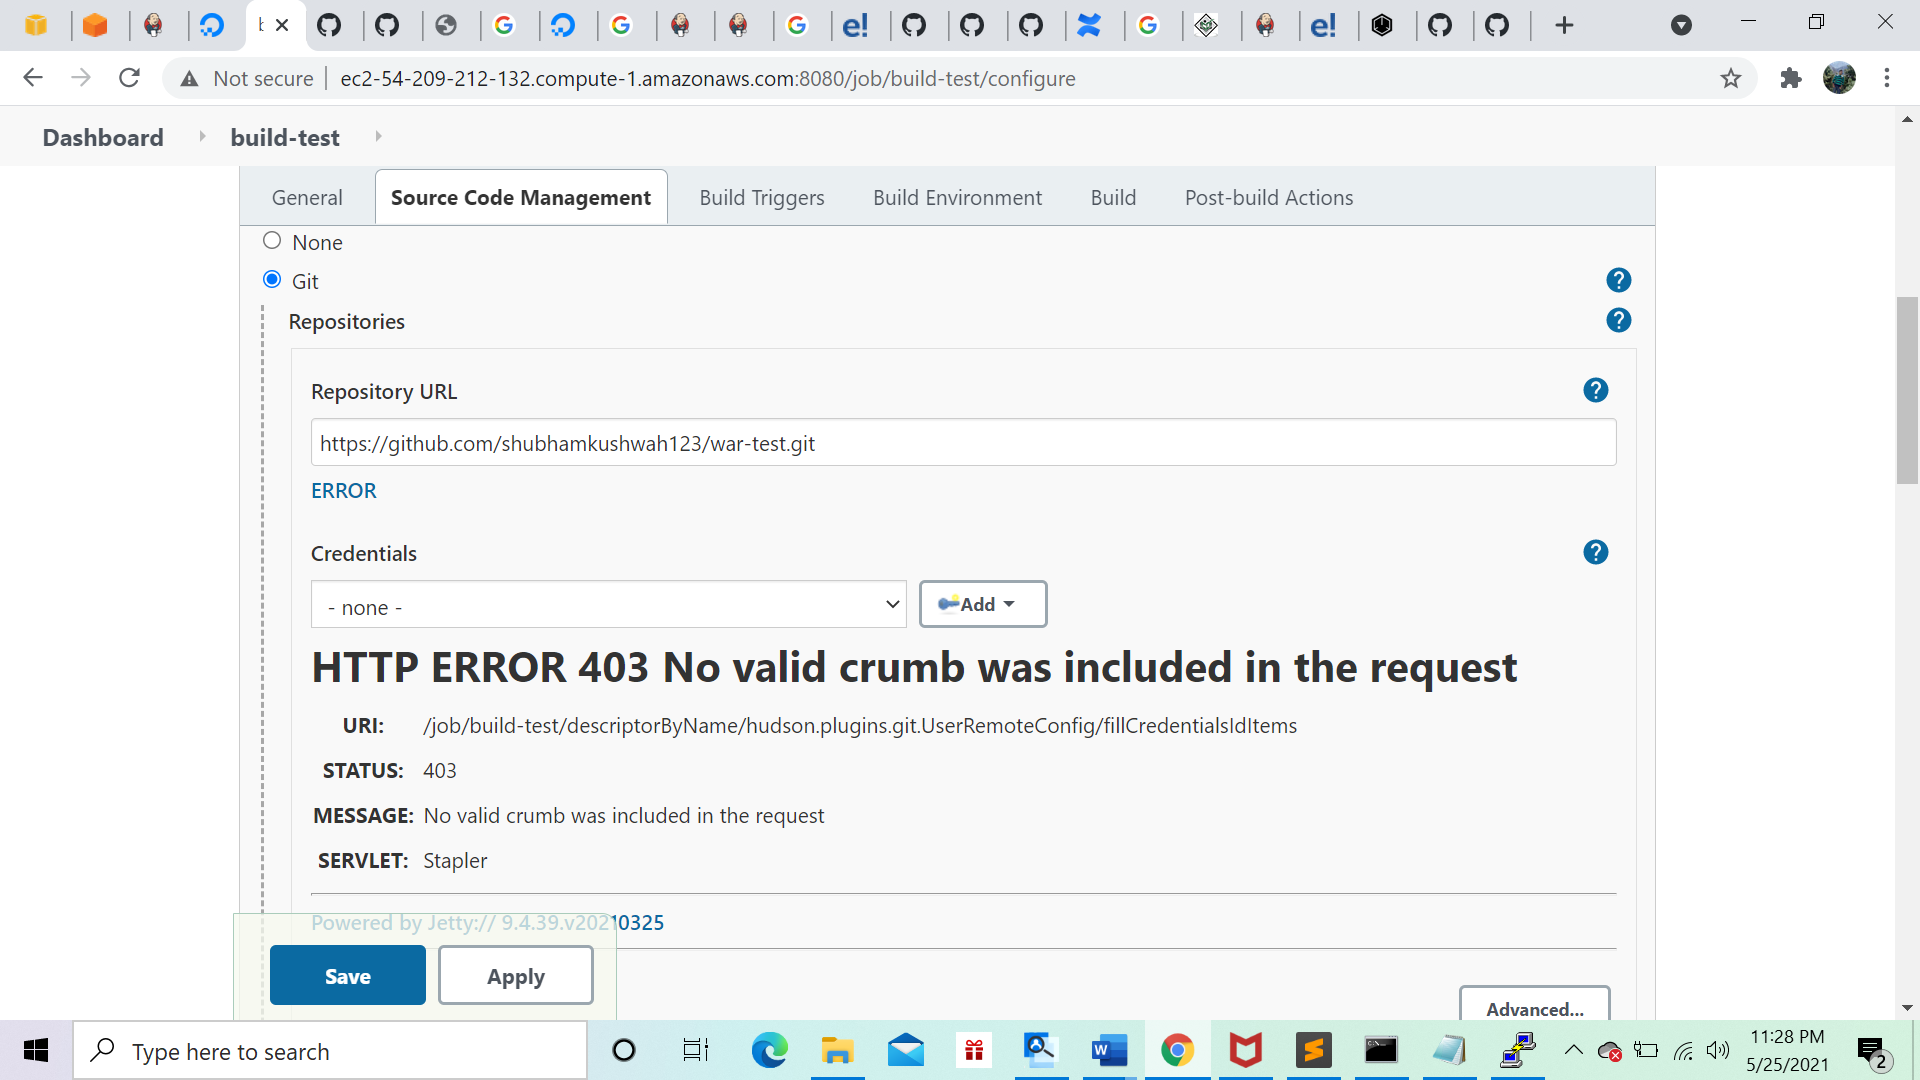 Not secure
ec2-54-209-212-132.compute-1.amazonaws.com:8080/job/build-test/configure
Dashboard
build-test
General
Source Code Management
Build Triggers
Build Environment
Build
Post-build Actions
None
Git
?
Repositories
?
Repository URL
?
https://github.com/shubhamkushwah123/war-test.git
ERROR
Credentials
?
- none -
Add
HTTP ERROR 403 No valid crumb was included in the request
URI: /job/build-test/descriptorByName/hudson.plugins.git.UserRemoteConfig/fillCredentialsIdItems
STATUS: 403
MESSAGE: No valid crumb was included in the request
SERVLET: Stapler
Powered by Jetty:// 9.4.39.v20210325
Save
Apply
Advanced...
Type here to search
11:28 PM
5/25/2021
2